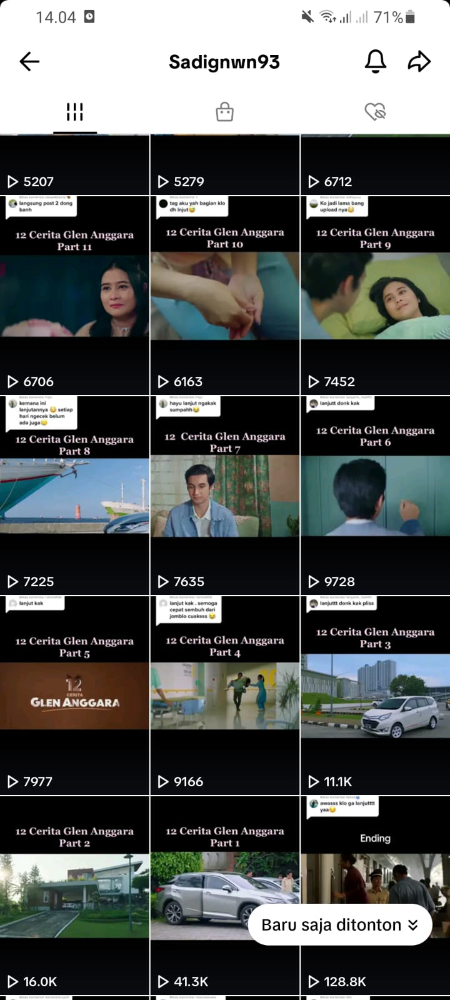 14.04
71%
Sadignwn93
5207
5279
6712
langsung post 2 dong
banh
12 Cerita Glen Anggara
Part 11
6706
tag aku yah bagian klo
dh injut😅
12 Cerita Glen Anggara
Part 10
6163
Ko jadi lama bang
upload nya😳
12 Cerita Glen Anggara
Part 9
7452
kemana ini
lanjutannya 😳 setiap
hari ngecek belum
ada juga😑
12 Cerita Glen Anggara
Part 8
7225
hayu lanjut ngakak
sumpahh😂
12 Cerita Glen Anggara
Part 7
7635
lanjutt donk kak
12 Cerita Glen Anggara
Part 6
9728
lanjut kak
12 Cerita Glen Anggara
Part 5
12
CERITA
GLEN ANGGARA
7977
lanjut kak . semoga
cepat sembuh dari
jomblo cuaksss 😂
12 Cerita Glen Anggara
Part 4
9166
lanjuttt donk kak pliss
12 Cerita Glen Anggara
Part 3
11.1K
12 Cerita Glen Anggara
Part 2
16.0K
12 Cerita Glen Anggara
Part 1
41.3K
awasss klo ga lanjutttt
yaa😏
Ending
Baru saja ditonton
128.8K